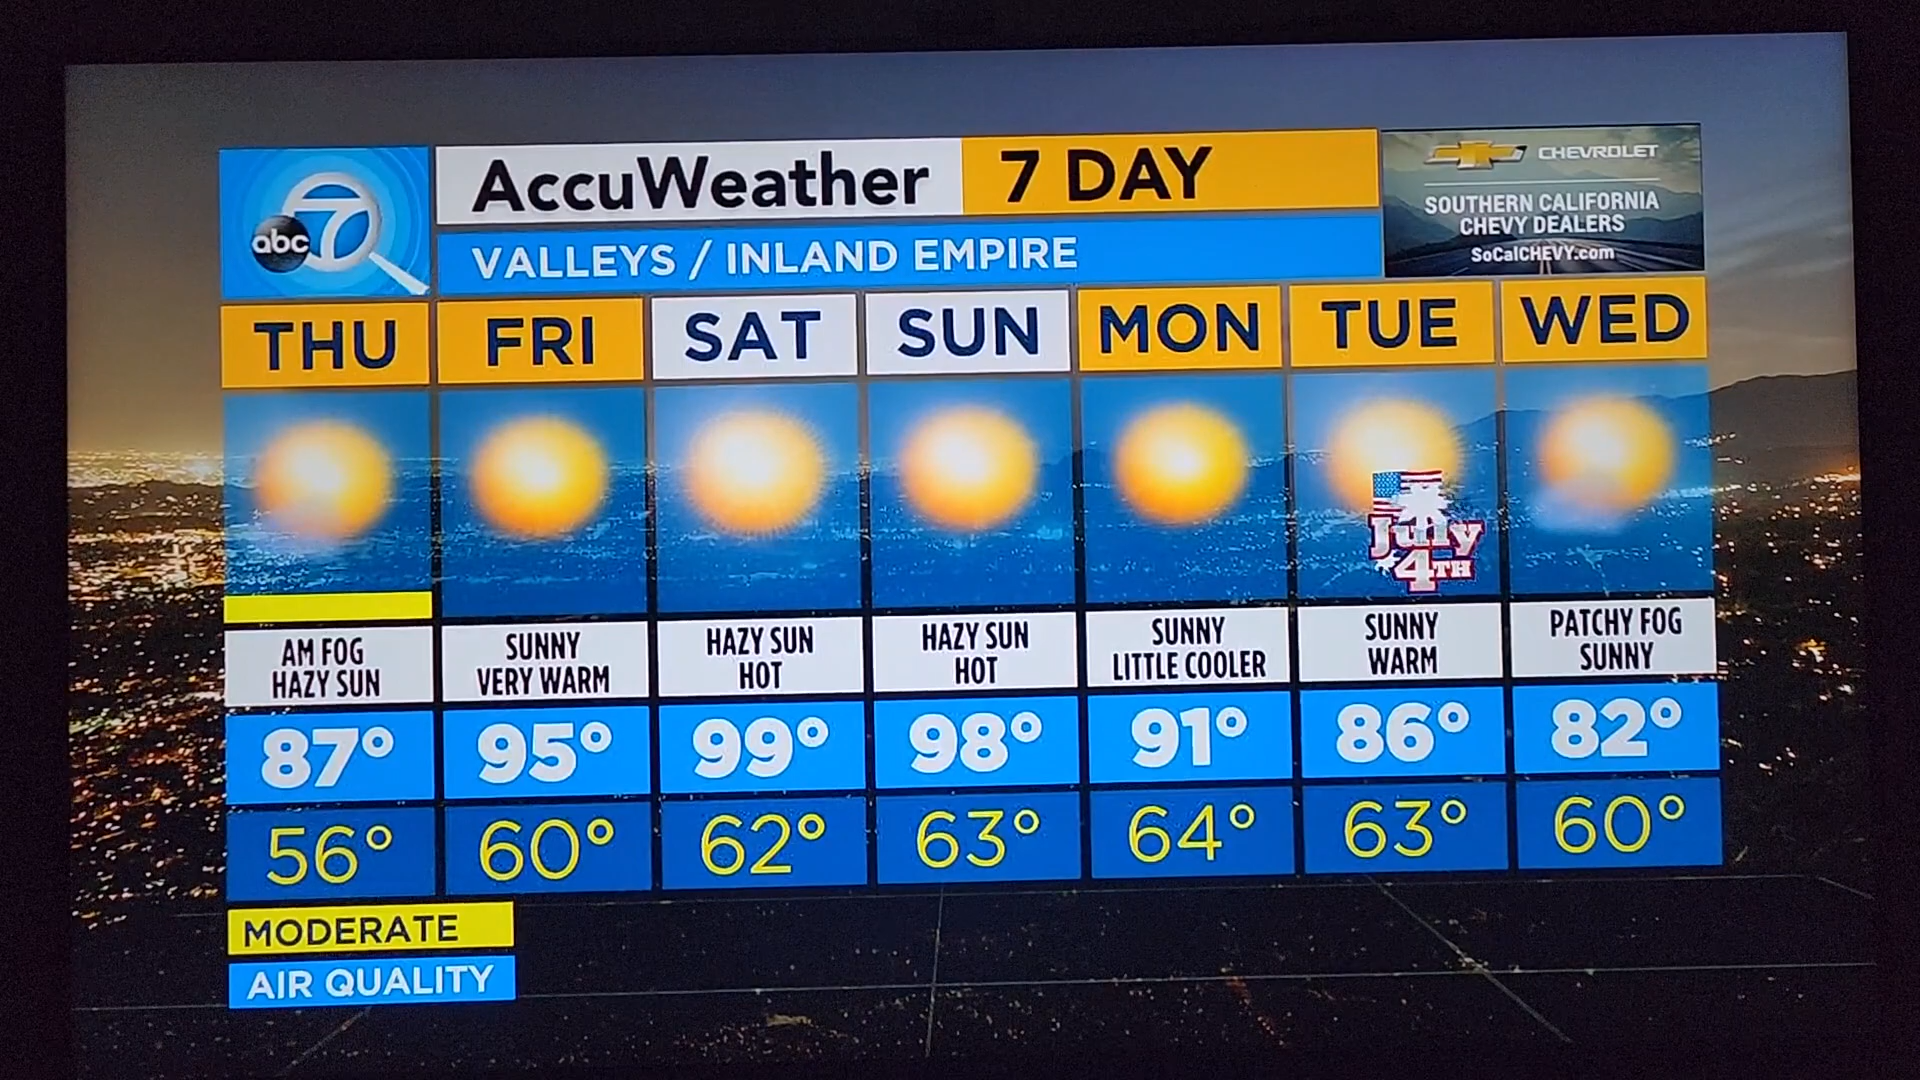 abc 7
AccuWeather 7 DAY
VALLEYS / INLAND EMPIRE
CHEVROLET
SOUTHERN CALIFORNIA
CHEVY DEALERS
SoCalCHEVY.com
THU FRI SAT SUN MON TUE WED
July
4TH
AM FOG
HAZY SUN
SUNNY
VERY WARM
HAZY SUN
HOT
HAZY SUN
HOT
SUNNY
LITTLE COOLER
SUNNY
WARM
PATCHY FOG
SUNNY
87° 95° 99° 98° 91° 86° 82°
56° 60° 62° 63° 64° 63° 60°
MODERATE
AIR QUALITY